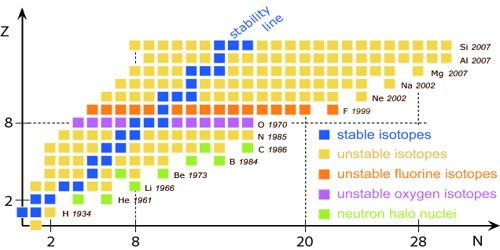 Z
stability
line
Si 2007
Al 2007
Mg 2007
Na 2002
Ne 2002
F 1999
8
O 1970
N 1985
C 1986
B 1984
Be 1973
Li 1966
He 1961
H 1934
2
stable isotopes
unstable isotopes
unstable fluorine isotopes
unstable oxygen isotopes
neutron halo nuclei
2
8
20
28
N